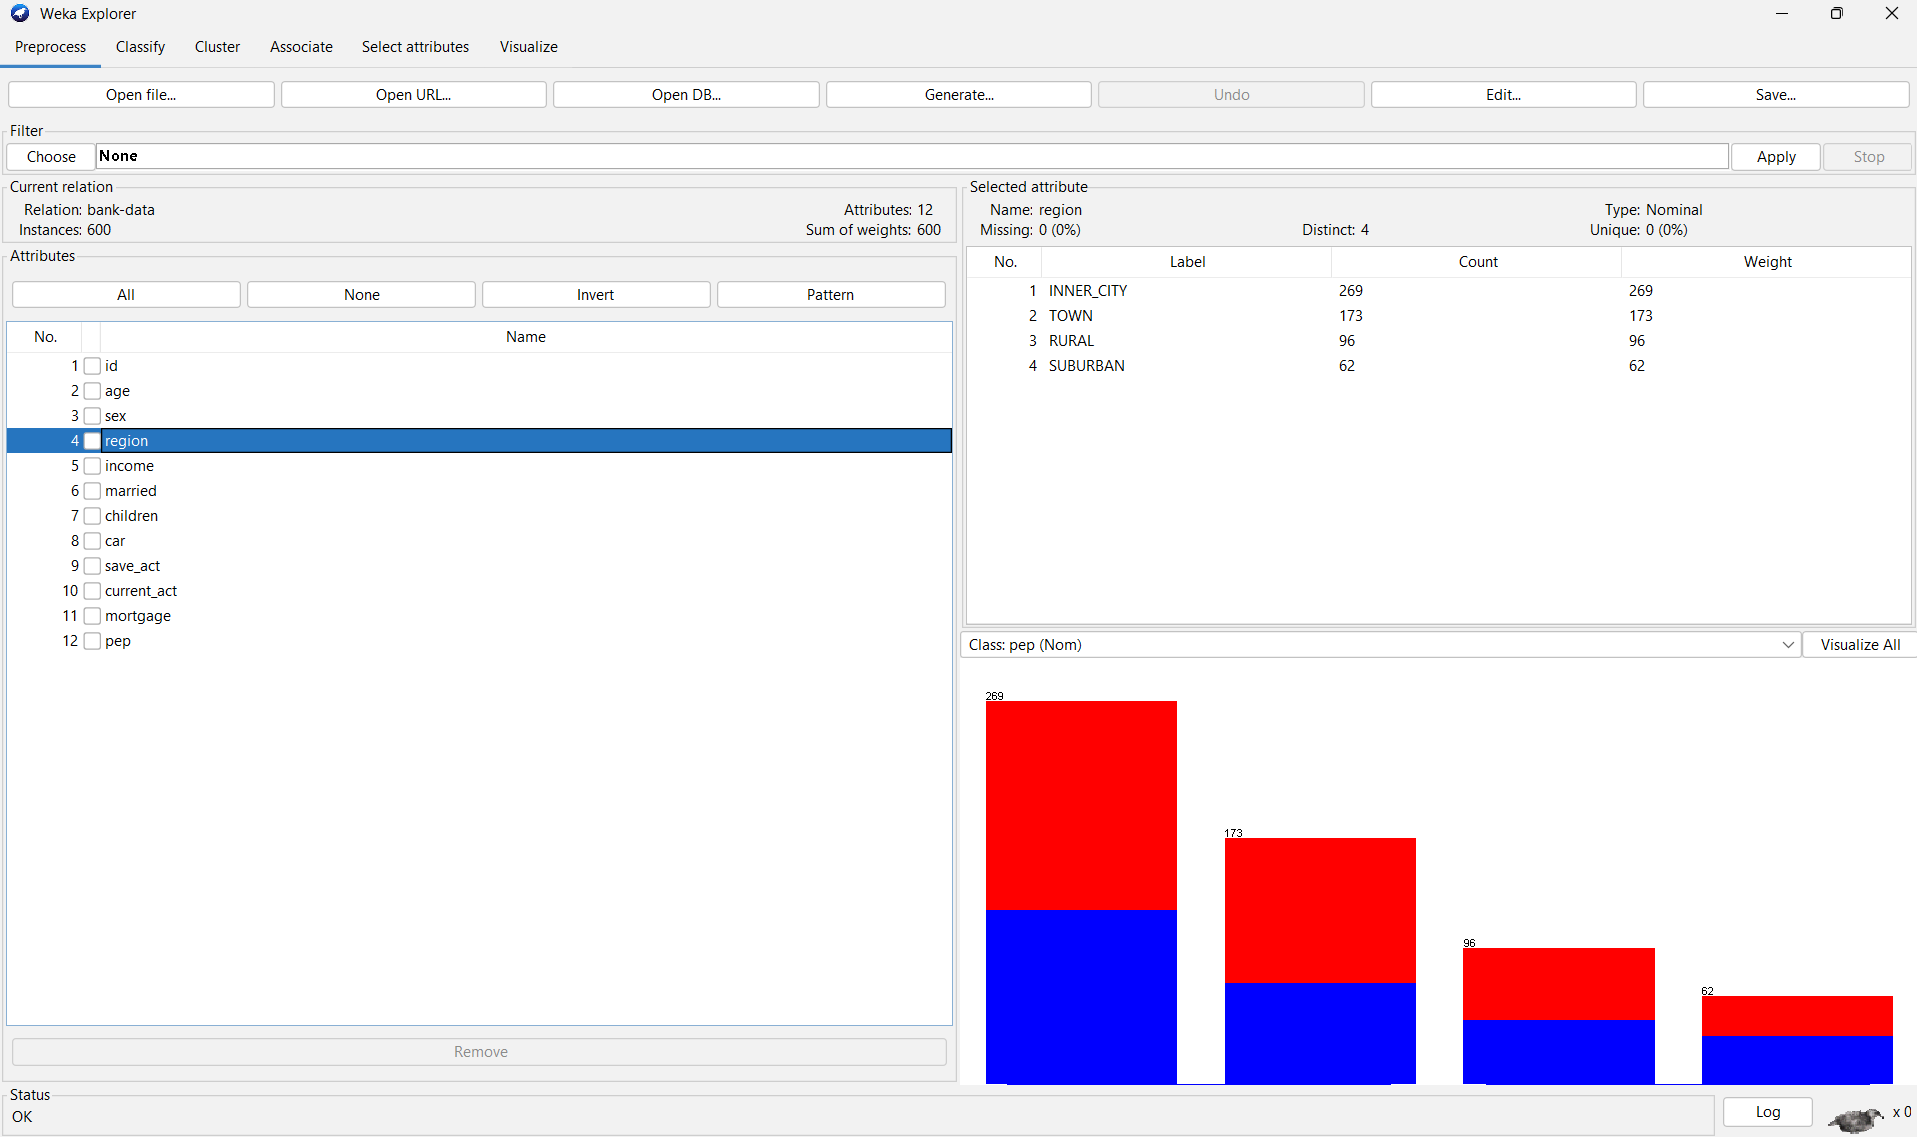 Weka Explorer
Preprocess Classify Cluster Associate Select attributes Visualize
Open file... Open URL... Open DB... Generate... Undo Edit... Save...
Filter
Choose None Apply Stop
Current relation
Relation: bank-data Attributes: 12
Instances: 600 Sum of weights: 600
Attributes
All None Invert Pattern
No. Name
1 id
2 age
3 sex
4 region
5 income
6 married
7 children
8 car
9 save_act
10 current_act
11 mortgage
12 pep
Remove
Selected attribute
Name: region Type: Nominal
Missing: 0 (0%) Distinct: 4 Unique: 0 (0%)
No. Label Count Weight
1 INNER_CITY 269 269
2 TOWN 173 173
3 RURAL 96 96
4 SUBURBAN 62 62
Class: pep (Nom) Visualize All
269
173
96
62
Status
OK
Log x 0